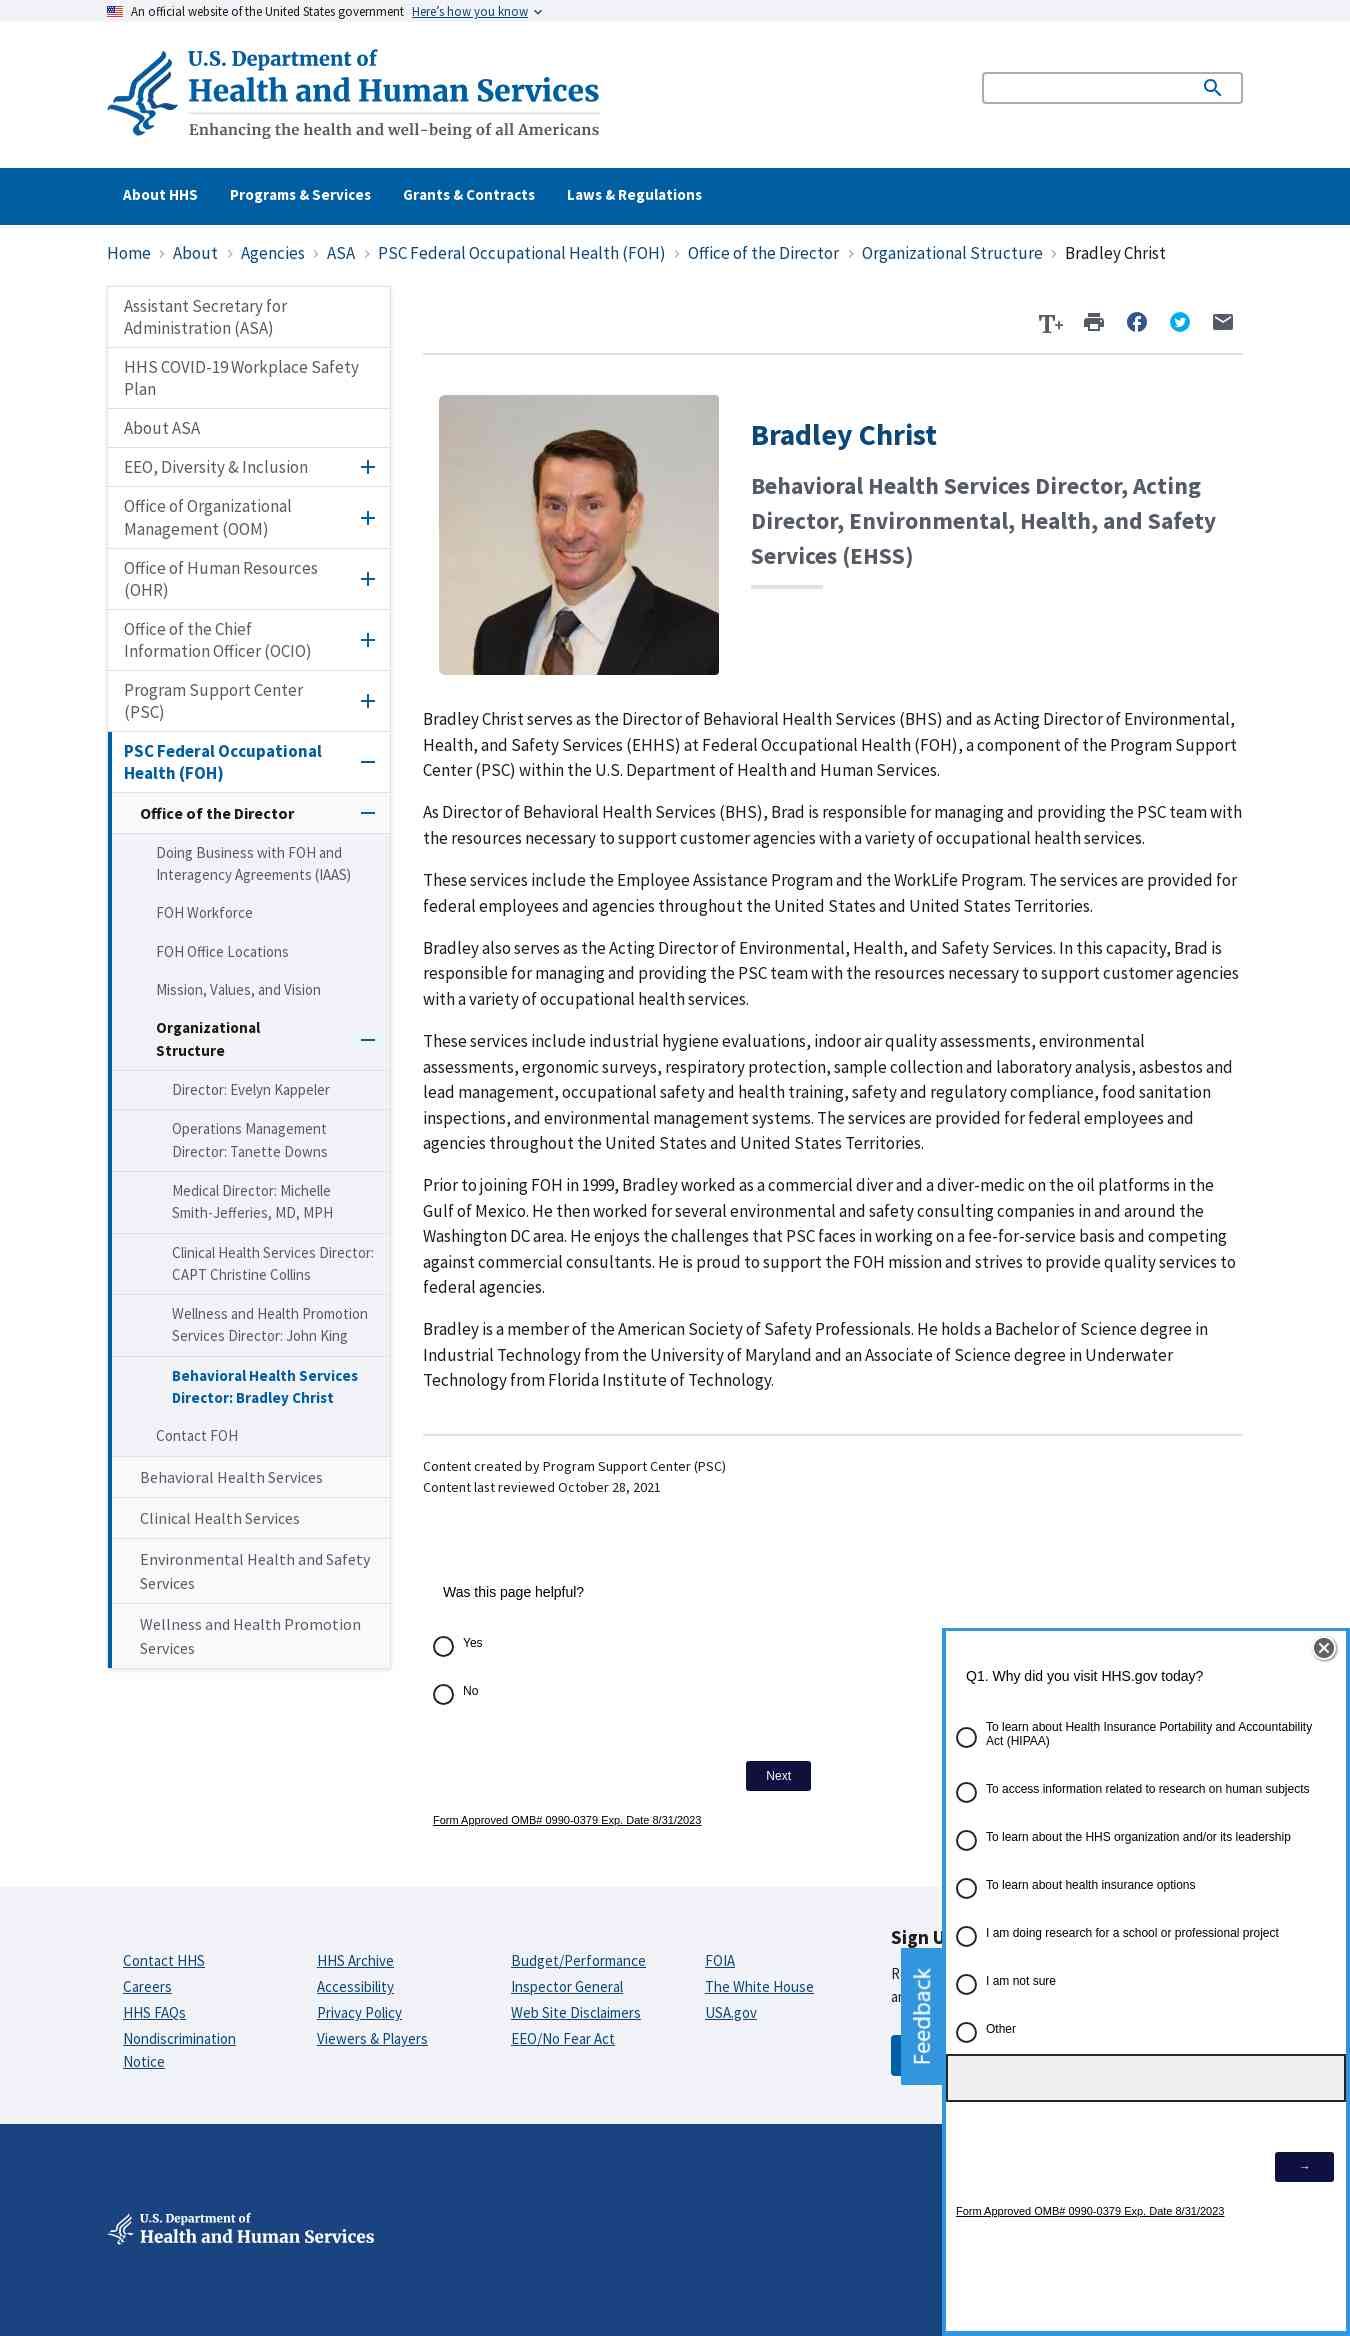 An official website of the United States government Here's how you know
U.S. Department of
Health and Human Services
Enhancing the health and well-being of all Americans
About HHS Programs & Services Grants & Contracts Laws & Regulations
Home › About › Agencies › ASA › PSC Federal Occupational Health (FOH) › Office of the Director › Organizational Structure › Bradley Christ
Assistant Secretary for
Administration (ASA)
HHS COVID-19 Workplace Safety
Plan
About ASA
EEO, Diversity & Inclusion
Office of Organizational
Management (OOM)
Office of Human Resources
(OHR)
Office of the Chief
Information Officer (OCIO)
Program Support Center
(PSC)
PSC Federal Occupational
Health (FOH)
Office of the Director
Doing Business with FOH and
Interagency Agreements (IAAS)
FOH Workforce
FOH Office Locations
Mission, Values, and Vision
Organizational
Structure
Director: Evelyn Kappeler
Operations Management
Director: Tanette Downs
Medical Director: Michelle
Smith-Jefferies, MD, MPH
Clinical Health Services Director:
CAPT Christine Collins
Wellness and Health Promotion
Services Director: John King
Behavioral Health Services
Director: Bradley Christ
Contact FOH
Behavioral Health Services
Clinical Health Services
Environmental Health and Safety
Services
Wellness and Health Promotion
Services
T+
Bradley Christ
Behavioral Health Services Director, Acting
Director, Environmental, Health, and Safety
Services (EHSS)
Bradley Christ serves as the Director of Behavioral Health Services (BHS) and as Acting Director of Environmental,
Health, and Safety Services (EHHS) at Federal Occupational Health (FOH), a component of the Program Support
Center (PSC) within the U.S. Department of Health and Human Services.
As Director of Behavioral Health Services (BHS), Brad is responsible for managing and providing the PSC team with
the resources necessary to support customer agencies with a variety of occupational health services.
These services include the Employee Assistance Program and the WorkLife Program. The services are provided for
federal employees and agencies throughout the United States and United States Territories.
Bradley also serves as the Acting Director of Environmental, Health, and Safety Services. In this capacity, Brad is
responsible for managing and providing the PSC team with the resources necessary to support customer agencies
with a variety of occupational health services.
These services include industrial hygiene evaluations, indoor air quality assessments, environmental
assessments, ergonomic surveys, respiratory protection, sample collection and laboratory analysis, asbestos and
lead management, occupational safety and health training, safety and regulatory compliance, food sanitation
inspections, and environmental management systems. The services are provided for federal employees and
agencies throughout the United States and United States Territories.
Prior to joining FOH in 1999, Bradley worked as a commercial diver and a diver-medic on the oil platforms in the
Gulf of Mexico. He then worked for several environmental and safety consulting companies in and around the
Washington DC area. He enjoys the challenges that PSC faces in working on a fee-for-service basis and competing
against commercial consultants. He is proud to support the FOH mission and strives to provide quality services to
federal agencies.
Bradley is a member of the American Society of Safety Professionals. He holds a Bachelor of Science degree in
Industrial Technology from the University of Maryland and an Associate of Science degree in Underwater
Technology from Florida Institute of Technology.
Content created by Program Support Center (PSC)
Content last reviewed October 28, 2021
Was this page helpful?
Yes
No
Next
Form Approved OMB# 0990-0379 Exp. Date 8/31/2023
Q1. Why did you visit HHS.gov today?
To learn about Health Insurance Portability and Accountability
Act (HIPAA)
To access information related to research on human subjects
To learn about the HHS organization and/or its leadership
To learn about health insurance options
I am doing research for a school or professional project
I am not sure
Other
→
Form Approved OMB# 0990-0379 Exp. Date 8/31/2023
Feedback
Sign U
Contact HHS
Careers
HHS FAQs
Nondiscrimination
Notice
HHS Archive
Accessibility
Privacy Policy
Viewers & Players
Budget/Performance
Inspector General
Web Site Disclaimers
EEO/No Fear Act
FOIA
The White House
USA.gov
U.S. Department of
Health and Human Services